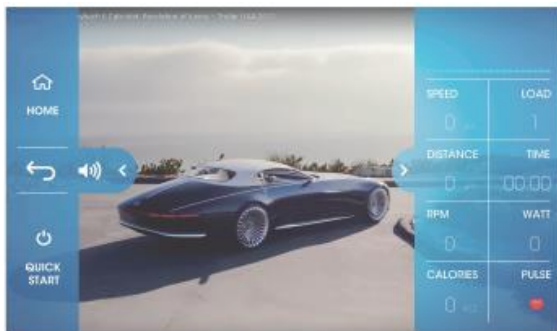 HOME
QUICK
START
SPEED
LOAD
0
1
DISTANCE
TIME
0
00:00
RPM
WATT
0
0
CALORIES
PULSE
0